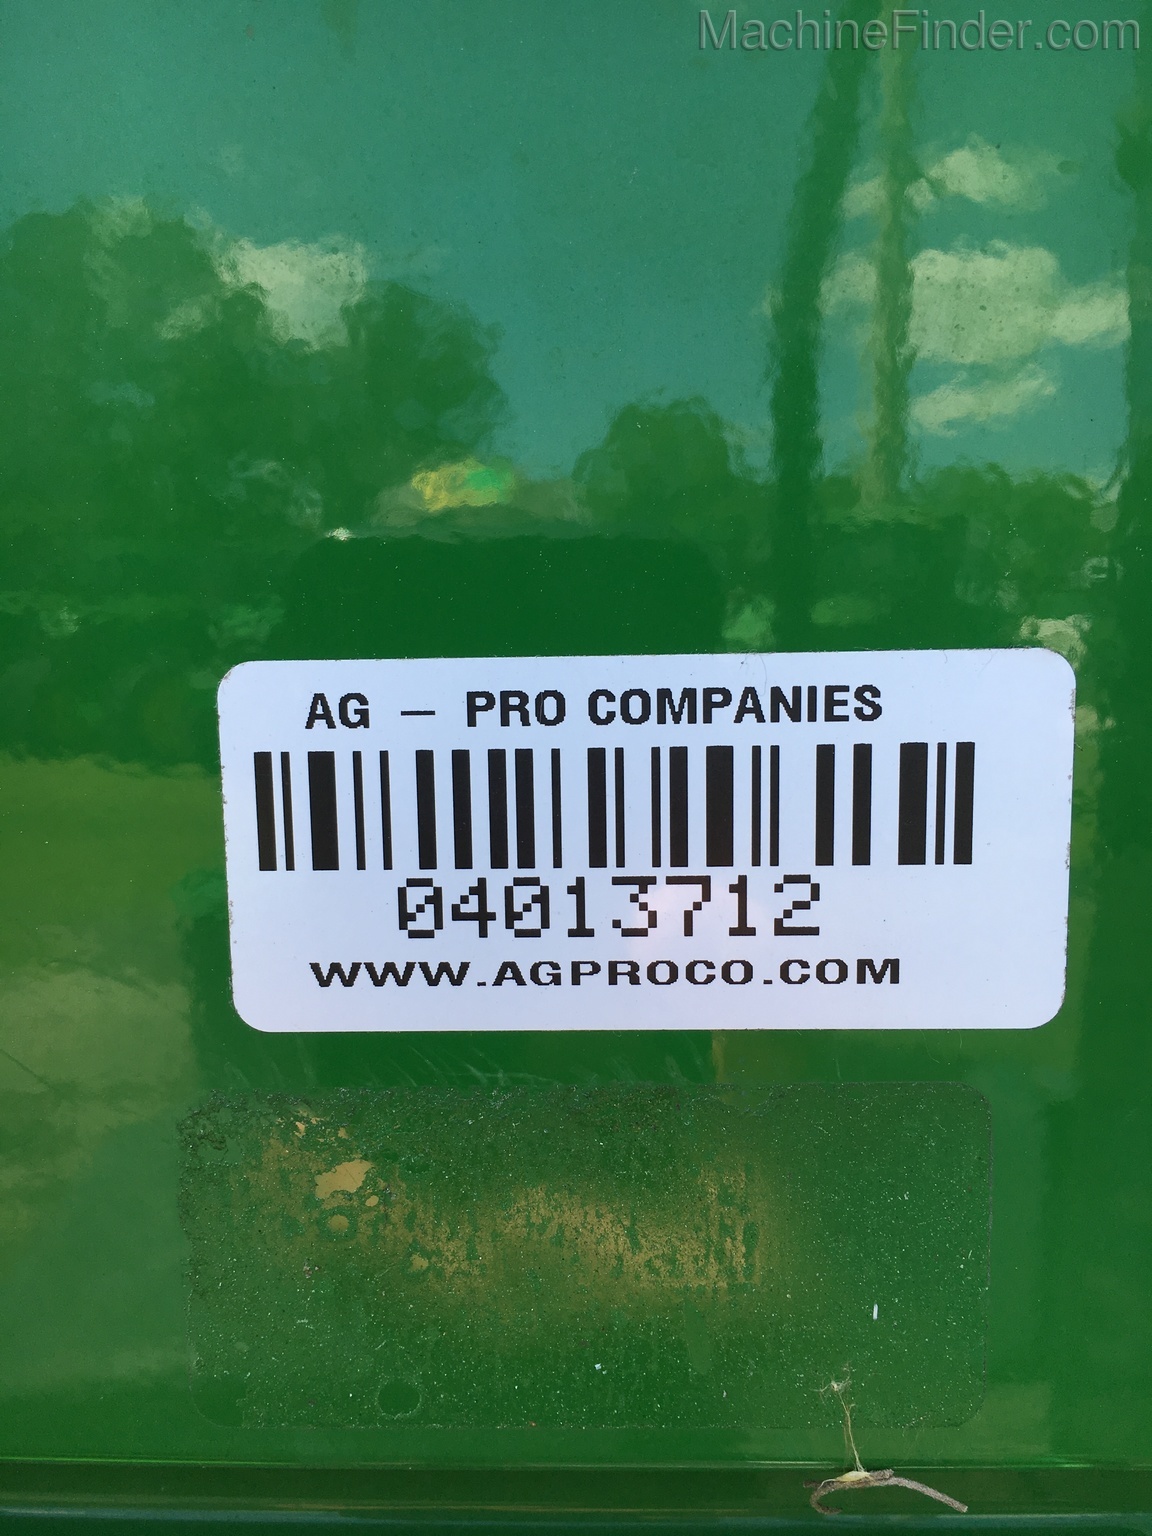 MachineFinder.com
AG - PRO COMPANIES
04013712
WWW.AGPROCO.COM